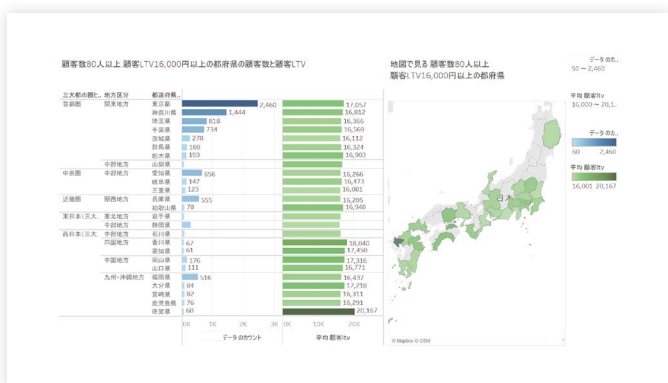 顧客数80人以上 顧客LTV16,000円以上の都府県の顧客数と顧客LTV
三大都市圏と.. 地方区分 都道府県..
首都圏 関東地方 東京都 2,460 17,057
神奈川県 1,444 16,812
埼玉県 818 16,366
千葉県 734 16,569
茨城県 278 16,112
群馬県 169 16,324
栃木県 159 16,903
中部地方 山梨県
中京圏 中部地方 愛知県 656 16,266
岐阜県 147 16,473
三重県 123 16,001
近畿圏 関西地方 兵庫県 555 16,205
和歌山県 78 16,948
東日本(三大.. 東北地方 岩手県
中部地方 静岡県
西日本(三大.. 中部地方 石川県
四国地方 香川県 67 18,040
高知県 61 17,450
中国地方 岡山県 176 17,316
山口県 111 16,771
九州・沖縄地方 福岡県 516 16,437
大分県 84 17,218
宮崎県 82 16,311
鹿児島県 76 16,291
佐賀県 60 20,167
0K 1K 2K 3K 0K 10K 20K
データのカウント 平均 顧客ltv
地図で見る 顧客数80人以上
顧客LTV16,000円以上の都府県
日本
© Mapbox © OSM
データのカ..
50 ～ 2,460
平均 顧客ltv
16,000 ～ 20,1..
データのカ..
60 2,460
平均 顧客ltv
16,001 20,167